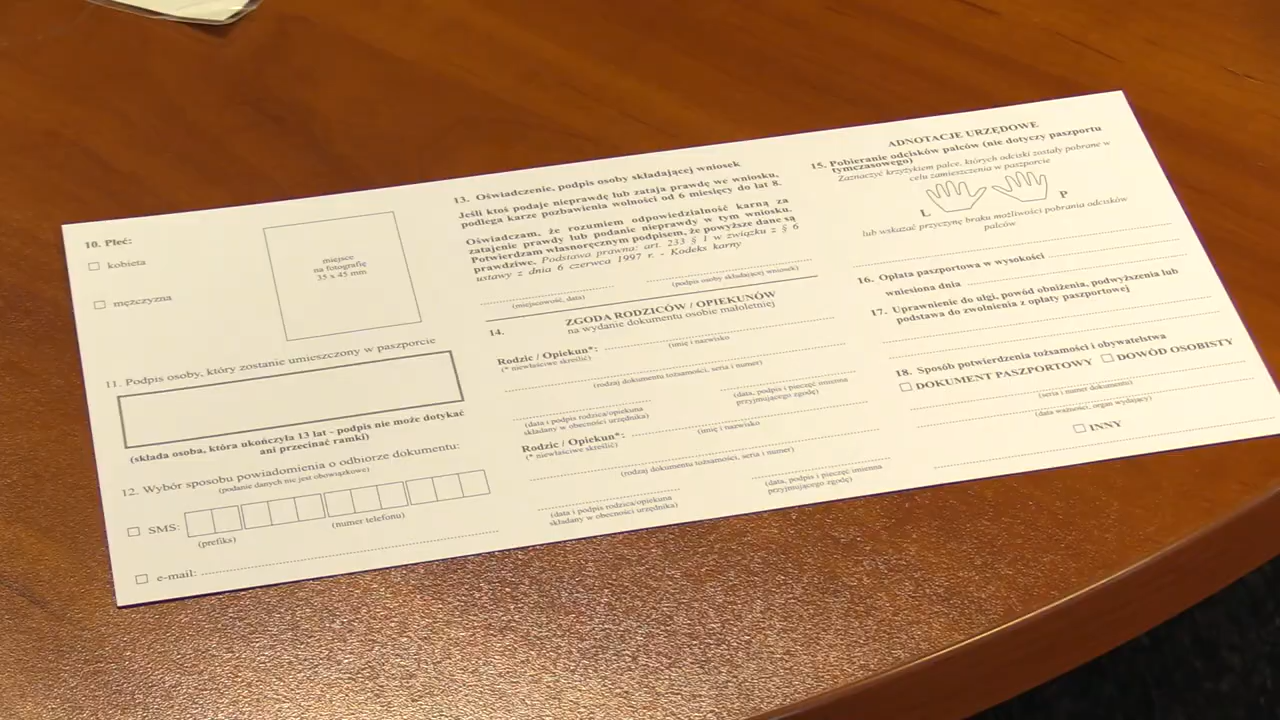 10. Płeć:
kobieta
mężczyzna
miejsce
na fotografię
35 x 45 mm
11. Podpis osoby, który zostanie umieszczony w paszporcie
(składa osoba, która ukończyła 13 lat - podpis nie może dotykać
ani przecinać ramki)
12. Wybór sposobu powiadomienia o odbiorze dokumentu:
(podanie danych nie jest obowiązkowe)
SMS:
(prefiks)
(numer telefonu)
e-mail:
13. Oświadczenie, podpis osoby składającej wniosek
Jeśli ktoś podaje nieprawdę lub zataja prawdę we wniosku,
podlega karze pozbawienia wolności od 6 miesięcy do lat 8.
Oświadczam, że rozumiem odpowiedzialność karną za
zatajenie prawdy lub podanie nieprawdy w tym wniosku.
Potwierdzam własnoręcznym podpisem, że powyższe dane są
prawdziwe. Podstawa prawna: art. 233 § 1 w związku z § 6
ustawy z dnia 6 czerwca 1997 r. - Kodeks karny
(miejscowość, data)
(podpis osoby składającej wniosek)
14. ZGODA RODZICÓW / OPIEKUNÓW
na wydanie dokumentu osobie małoletniej
Rodzic / Opiekun*:
(* niewłaściwe skreślić)
(imię i nazwisko)
(rodzaj dokumentu tożsamości, seria i numer)
(data i podpis rodzica/opiekuna
składany w obecności urzędnika)
(data, podpis i pieczęć imienna
przyjmującego zgodę)
Rodzic / Opiekun*:
(* niewłaściwe skreślić)
(imię i nazwisko)
(rodzaj dokumentu tożsamości, seria i numer)
(data i podpis rodzica/opiekuna
składany w obecności urzędnika)
(data, podpis i pieczęć imienna
przyjmującego zgodę)
ADNOTACJE URZĘDOWE
15. Pobieranie odcisków palców (nie dotyczy paszportu
tymczasowego)
Zaznaczyć krzyżykiem palce, których odciski zostały pobrane w
celu zamieszczenia w paszporcie
L
P
lub wskazać przyczynę braku możliwości pobrania odcisków
palców
16. Opłata paszportowa w wysokości
wniesiona dnia
17. Uprawnienie do ulgi, powód obniżenia, podwyższenia lub
podstawa do zwolnienia z opłaty paszportowej
18. Sposób potwierdzenia tożsamości i obywatelstwa
DOKUMENT PASZPORTOWY
DOWÓD OSOBISTY
(seria i numer dokumentu)
(data ważności, organ wydający)
INNY